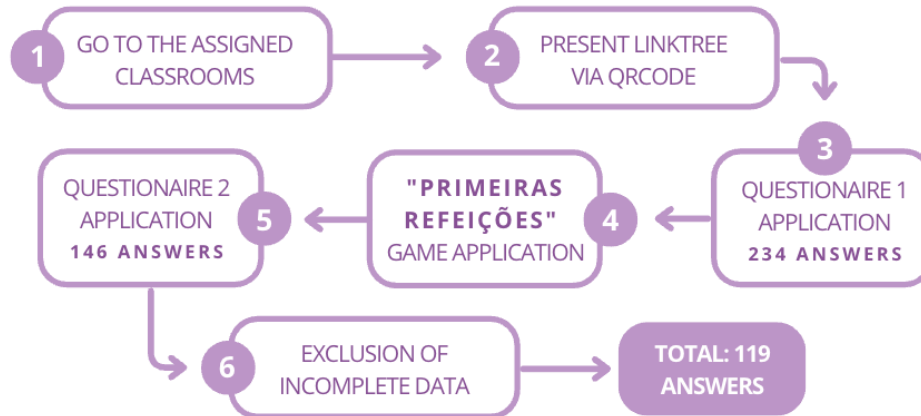 1
GO TO THE ASSIGNED
CLASSROOMS
2
PRESENT LINKTREE
VIA QRCODE
3
QUESTIONAIRE 1
APPLICATION
234 ANSWERS
4
"PRIMEIRAS
REFEIÇÕES"
GAME APPLICATION
5
QUESTIONAIRE 2
APPLICATION
146 ANSWERS
6
EXCLUSION OF
INCOMPLETE DATA
TOTAL: 119
ANSWERS